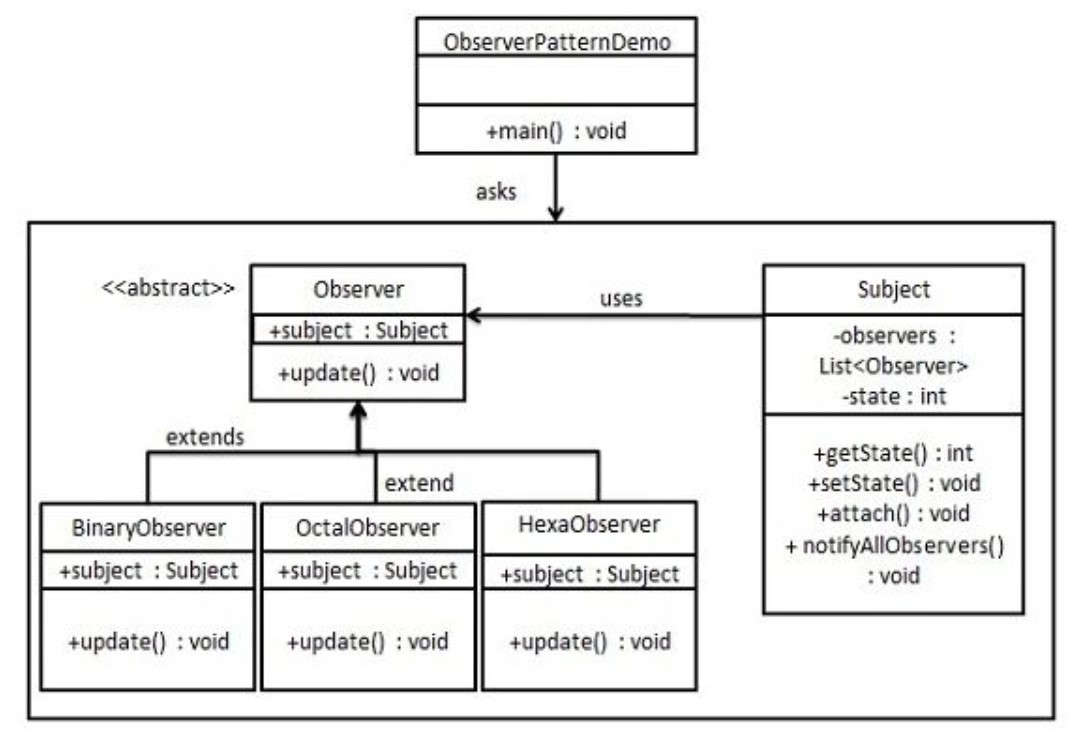 ObserverPatternDemo
+main() : void
asks
<<abstract>>
Observer
+subject : Subject
+update() : void
uses
Subject
-observers :
List<Observer>
-state : int
+getState() : int
+setState() : void
+attach() : void
+ notifyAllObservers()
: void
extends
extend
BinaryObserver
+subject : Subject
+update() : void
OctalObserver
+subject : Subject
+update() : void
HexaObserver
+subject : Subject
+update() : void